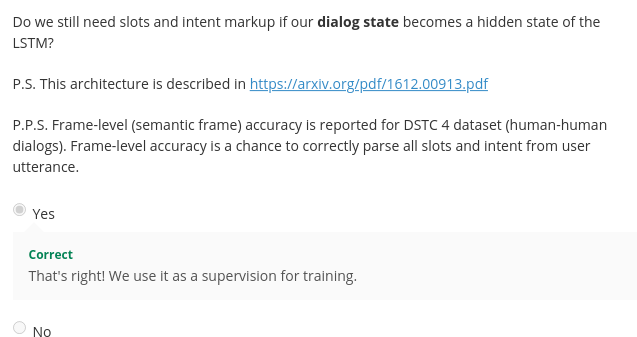 Do we still need slots and intent markup if our dialog state becomes a hidden state of the
LSTM?
P.S. This architecture is described in https://arxiv.org/pdf/1612.00913.pdf
P.P.S. Frame-level (semantic frame) accuracy is reported for DSTC 4 dataset (human-human
dialogs). Frame-level accuracy is a chance to correctly parse all slots and intent from user
utterance.
Yes
Correct
That's right! We use it as a supervision for training.
No